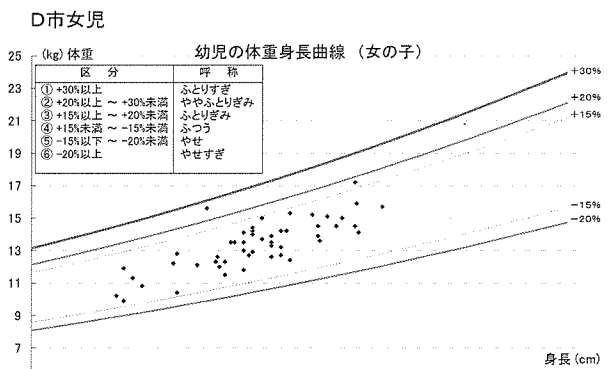 D市女児
幼児の体重身長曲線 (女の子)
(kg) 体重
区 分 呼 称
① +30%以上 ふとりすぎ
② +20%以上 ～ +30%未満 ややふとりぎみ
③ +15%以上 ～ +20%未満 ふとりぎみ
④ +15%未満 ～ -15%未満 ふつう
⑤ -15%以下 ～ -20%未満 やせ
⑥ -20%以上 やせすぎ
25
23
21
19
17
15
13
11
9
7
+30%
+20%
+15%
-15%
-20%
身長(cm)